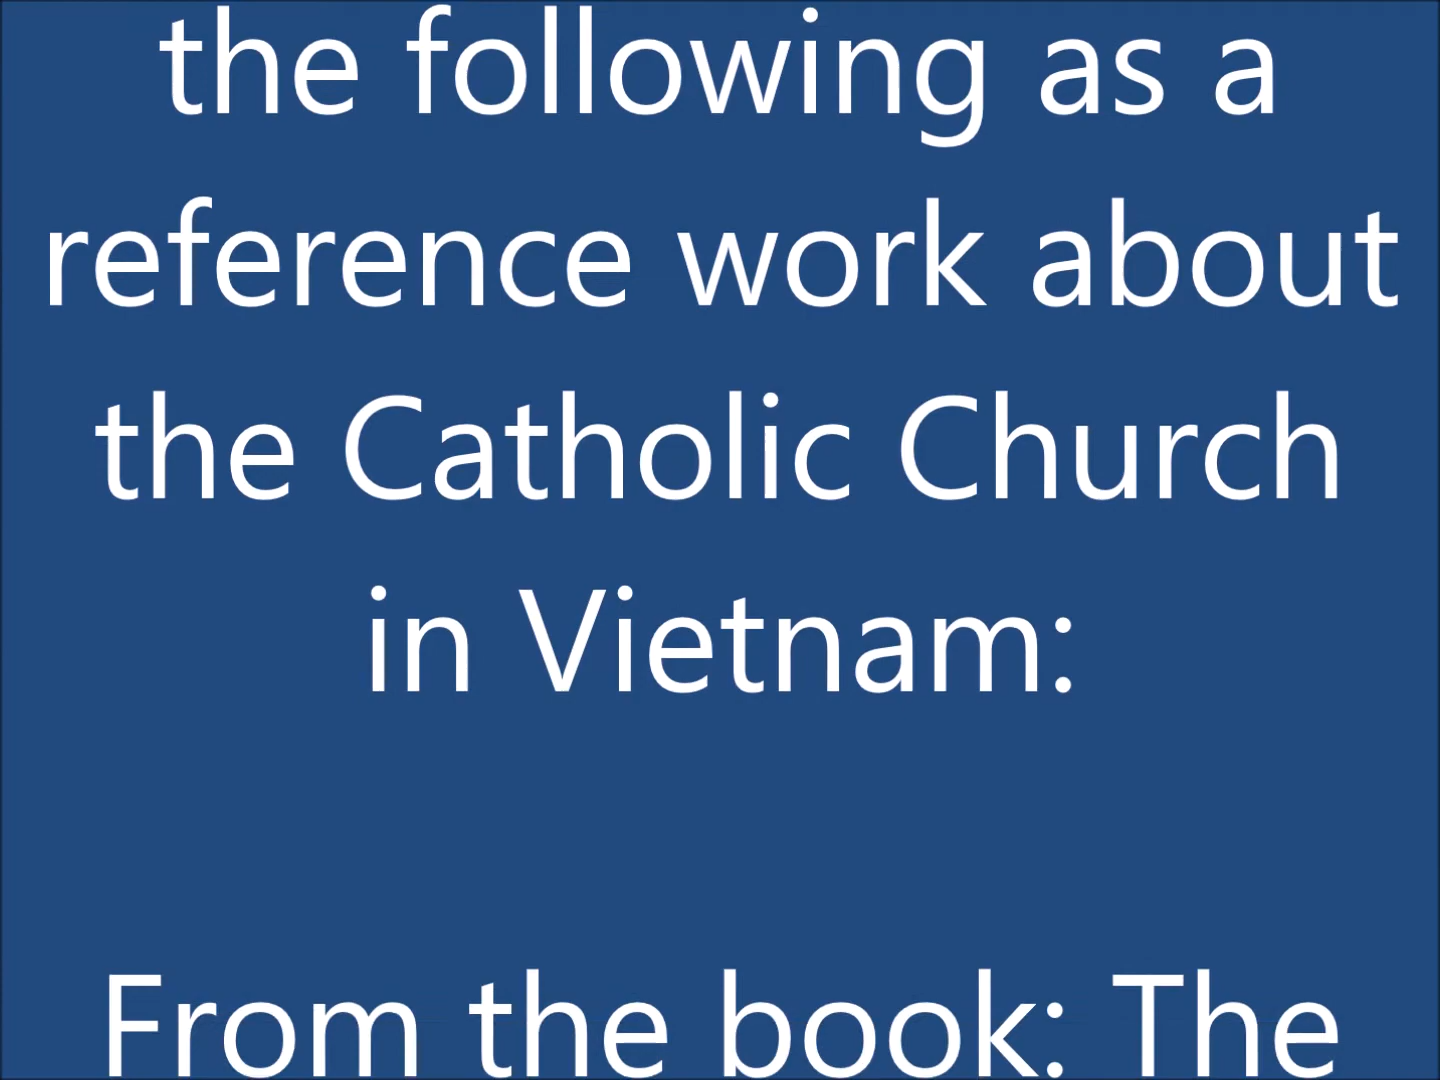 the following as a
reference work about
the Catholic Church
in Vietnam:
From the book: The